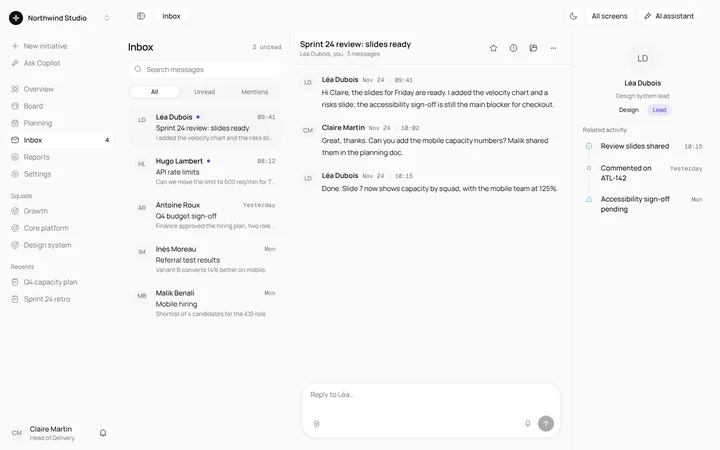 Northwind Studio
New initiative
Ask Copilot
Overview
Board
Planning
Inbox 4
Reports
Settings
Squads
Growth
Core platform
Design system
Recents
Q4 capacity plan
Sprint 24 retro
CM
Claire Martin
Head of Delivery
Inbox
All screens
AI assistant
Inbox
2 unread
Search messages
All
Unread
Mentions
LD
Léa Dubois
09:41
Sprint 24 review: slides ready
I added the velocity chart and the risks sli...
HL
Hugo Lambert
08:12
API rate limits
Can we move the limit to 600 req/min for T...
AR
Antoine Roux
Yesterday
Q4 budget sign-off
Finance approved the hiring plan, two role...
IM
Inès Moreau
Mon
Referral test results
Variant B converts 14% better on mobile.
MB
Malik Benali
Mon
Mobile hiring
Shortlist of 4 candidates for the iOS role.
Sprint 24 review: slides ready
Léa Dubois, you · 3 messages
LD
Léa Dubois Nov 24 · 09:41
Hi Claire, the slides for Friday are ready. I added the velocity chart and a
risks slide; the accessibility sign-off is still the main blocker for checkout.
CM
Claire Martin Nov 24 · 10:02
Great, thanks. Can you add the mobile capacity numbers? Malik shared
them in the planning doc.
LD
Léa Dubois Nov 24 · 10:15
Done. Slide 7 now shows capacity by squad, with the mobile team at 125%.
Reply to Léa...
LD
Léa Dubois
Design system lead
Design
Lead
Related activity
Review slides shared 10:15
Commented on Yesterday
ATL-142
Accessibility sign-off Mon
pending